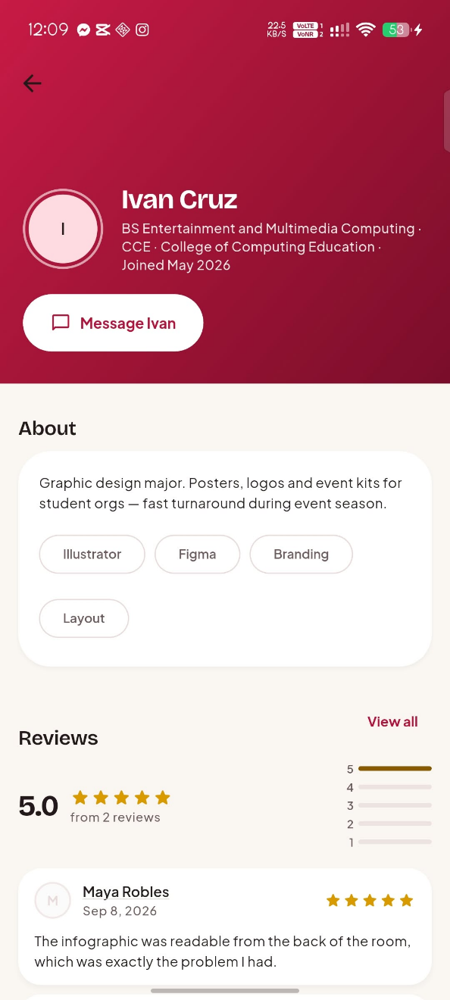 12:09
22.5
KB/S
VoLTE 1
VoNR 2
53
I
Ivan Cruz
BS Entertainment and Multimedia Computing ·
CCE · College of Computing Education ·
Joined May 2026
Message Ivan
About
Graphic design major. Posters, logos and event kits for
student orgs — fast turnaround during event season.
Illustrator
Figma
Branding
Layout
View all
Reviews
5
4
3
2
1
5.0
from 2 reviews
M
Maya Robles
Sep 8, 2026
The infographic was readable from the back of the room,
which was exactly the problem I had.